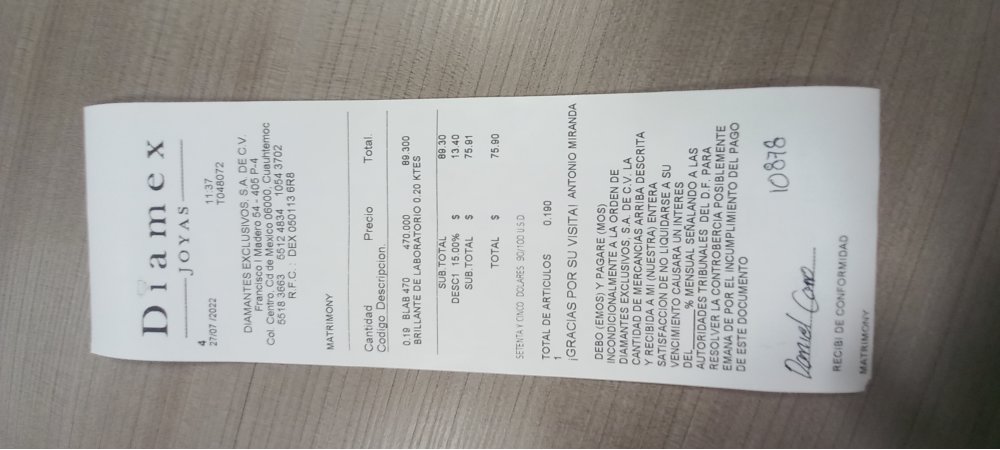 Diamex
JOYAS
4
27/07/2022 11:37
T048072
DIAMANTES EXCLUSIVOS, S.A. DE C.V.
Francisco I Madero 54 - 405 P-4
Col Centro, Cd de Mexico 06000, Cuauhtemoc
5518 3663 5512 4834 1054 3702
R.F.C. : DEX 050113 6R8
MATRIMONY
Cantidad Precio Total.
Codigo Descripcion.
0.19 BLAB 470 470.000 89.300
BRILLANTE DE LABORATORIO 0.20 KTES
SUB.TOTAL 89.30
DESC1 15.00% $ 13.40
SUB.TOTAL $ 75.91
TOTAL $ 75.90
SETENTA Y CINCO DOLARES 90/100 U.S.D.
TOTAL DE ARTICULOS 0.190
1
¡GRACIAS POR SU VISITA! ANTONIO MIRANDA
DEBO (EMOS) Y PAGARE (MOS)
INCONDICIONALMENTE A LA ORDEN DE
DIAMANTES EXCLUSIVOS, S.A. DE C.V. LA
CANTIDAD DE MERCANCIAS ARRIBA DESCRITA
Y RECIBIDA A MI (NUESTRA) ENTERA
SATISFACCION DE NO LIQUIDARSE A SU
VENCIMIENTO CAUSARA UN INTERES
DEL ____% MENSUAL SEÑALANDO A LAS
AUTORIDADES TRIBUNALES DEL D.F. PARA
RESOLVER LA CONTROBERCIA POSIBLEMENTE
EMANA DE POR EL INCUMPLIMIENTO DEL PAGO
DE ESTE DOCUMENTO
10878
Daniel Cano
RECIBI DE CONFORMIDAD
MATRIMONY